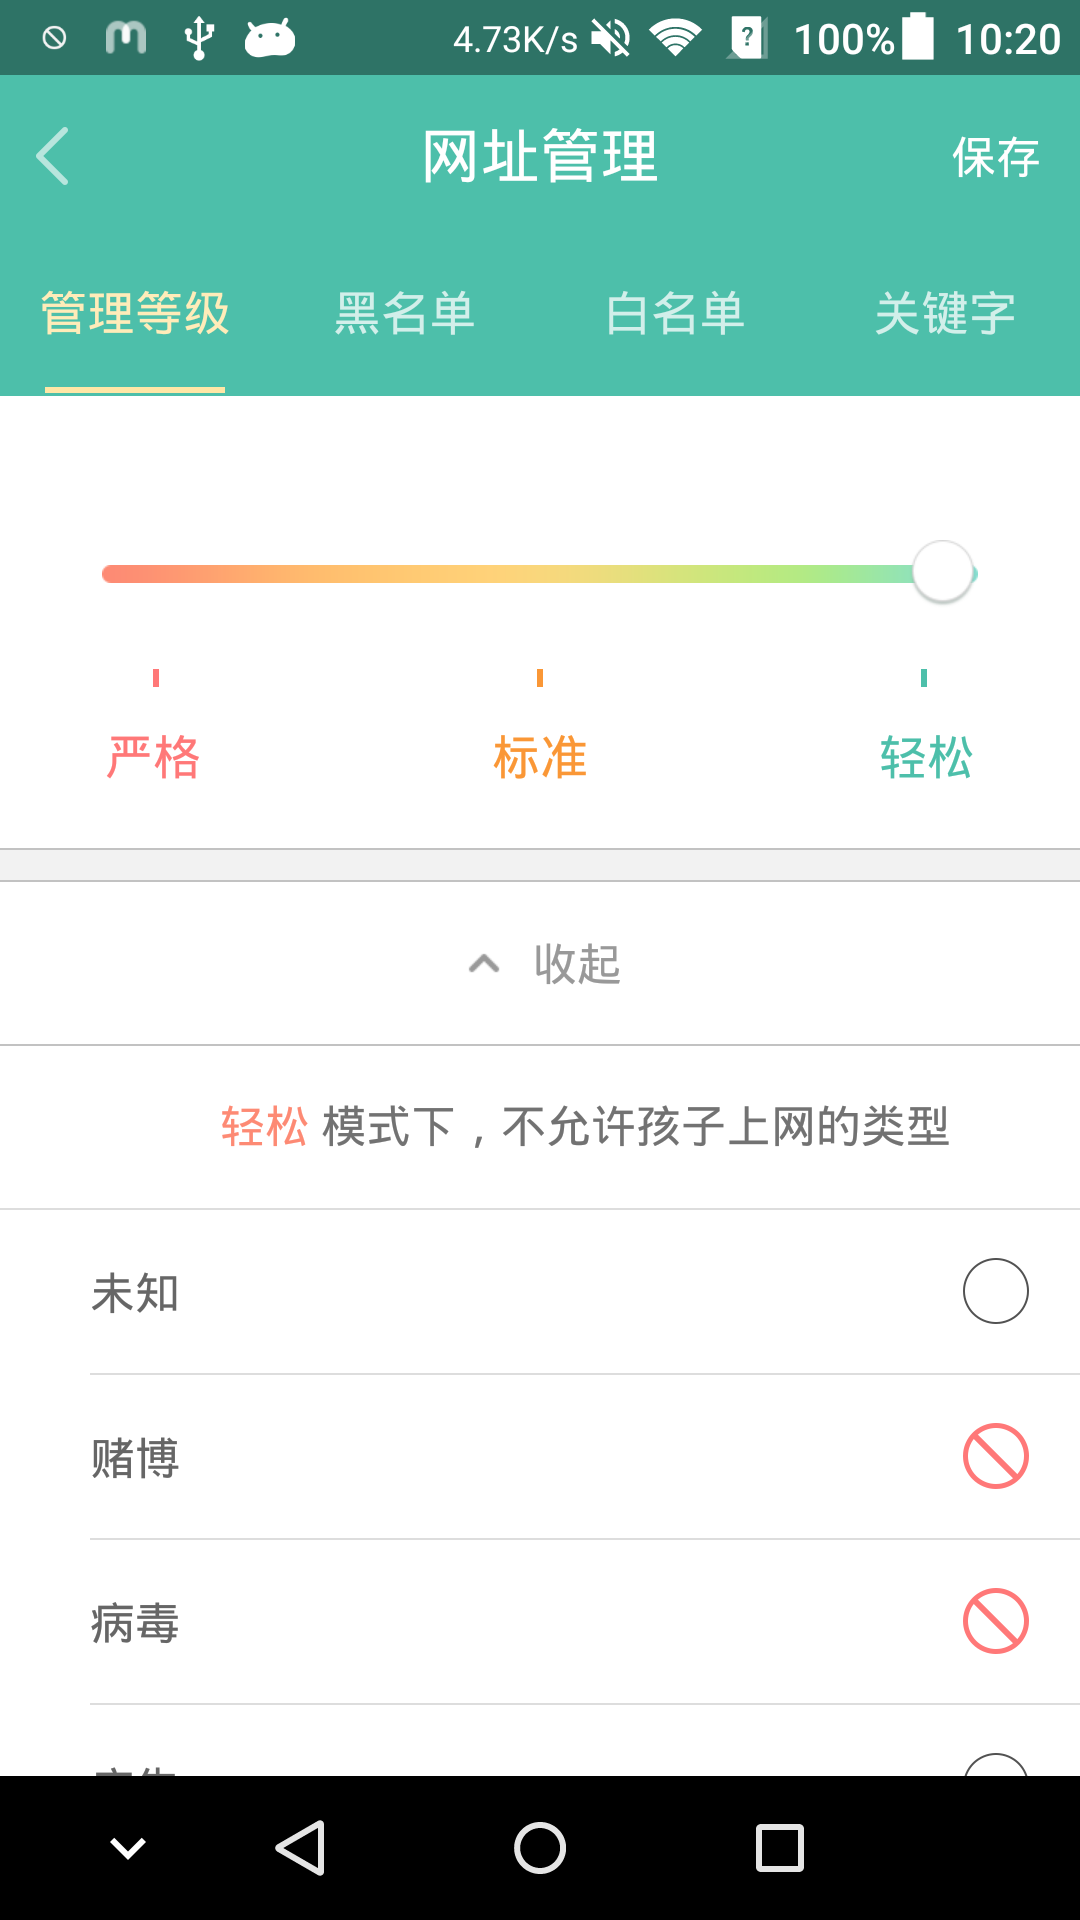 4.73K/s 100% 10:20
网址管理 保存
管理等级 黑名单 白名单 关键字
严格 标准 轻松
收起
轻松 模式下，不允许孩子上网的类型
未知
赌博
病毒